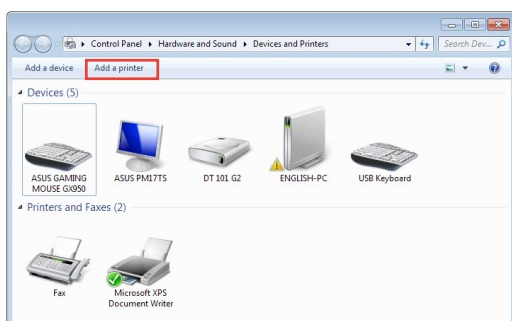 Control Panel ▸ Hardware and Sound ▸ Devices and Printers
Search Dev...
Add a device Add a printer
Devices (5)
ASUS GAMING MOUSE GX950
ASUS PM17TS
DT 101 G2
ENGLISH-PC
USB Keyboard
Printers and Faxes (2)
Fax
Microsoft XPS Document Writer